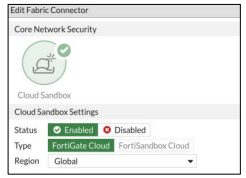 Edit Fabric Connector
Core Network Security
Cloud Sandbox
Cloud Sandbox Settings
Status Enabled Disabled
Type FortiGate Cloud FortiSandbox Cloud
Region Global